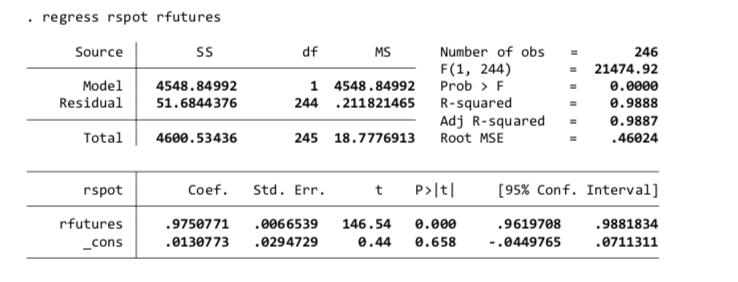 . regress rspot rfutures
Source SS df MS Number of obs = 246
F(1, 244) = 21474.92
Model 4548.84992 1 4548.84992 Prob > F = 0.0000
Residual 51.6844376 244 .211821465 R-squared = 0.9888
Adj R-squared = 0.9887
Total 4600.53436 245 18.7776913 Root MSE = .46024
rspot Coef. Std. Err. t P>|t| [95% Conf. Interval]
rfutures .9750771 .0066539 146.54 0.000 .9619708 .9881834
_cons .0130773 .0294729 0.44 0.658 -.0449765 .0711311